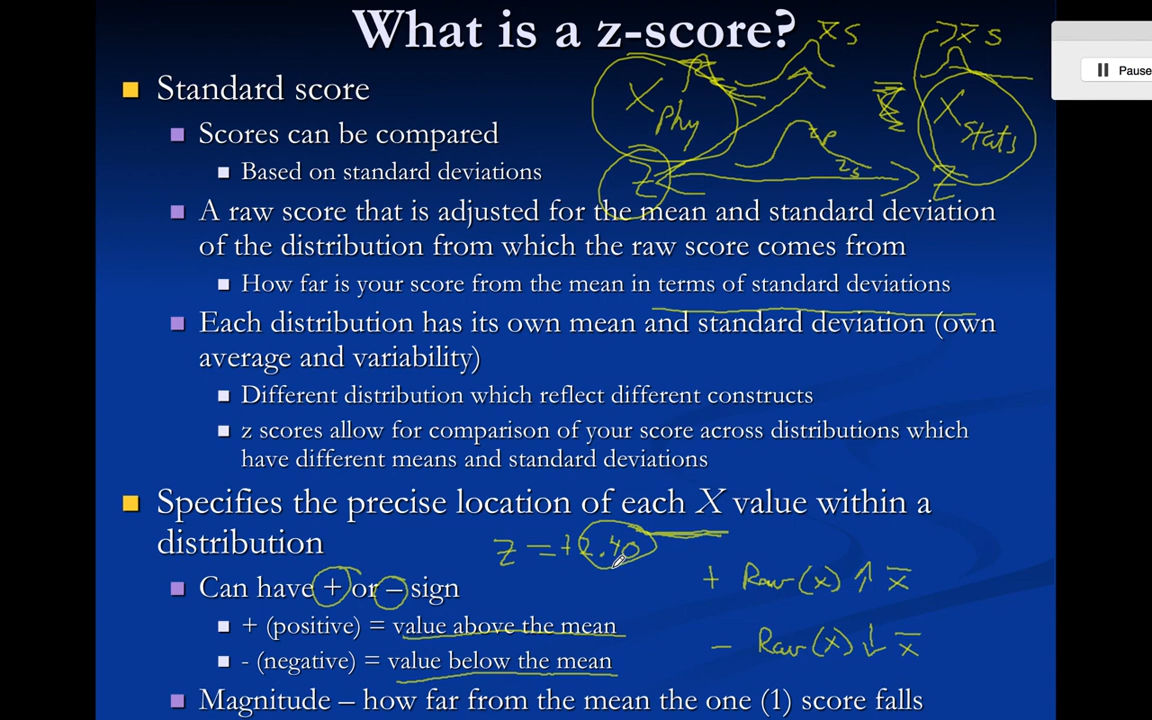 What is a z-score?
x̄ s
x̄ s
Standard score
X Phy
X Stats
Scores can be compared
zp
zs
Based on standard deviations
Z
Z
A raw score that is adjusted for the mean and standard deviation
of the distribution from which the raw score comes from
How far is your score from the mean in terms of standard deviations
Each distribution has its own mean and standard deviation (own
average and variability)
Different distribution which reflect different constructs
z scores allow for comparison of your score across distributions which
have different means and standard deviations
Specifies the precise location of each X value within a
distribution
z = +2.40
Can have + or – sign
+ Raw (x) ↑ x̄
+ (positive) = value above the mean
- (negative) = value below the mean
– Raw (x) ↓ x̄
Magnitude – how far from the mean the one (1) score falls
Pause